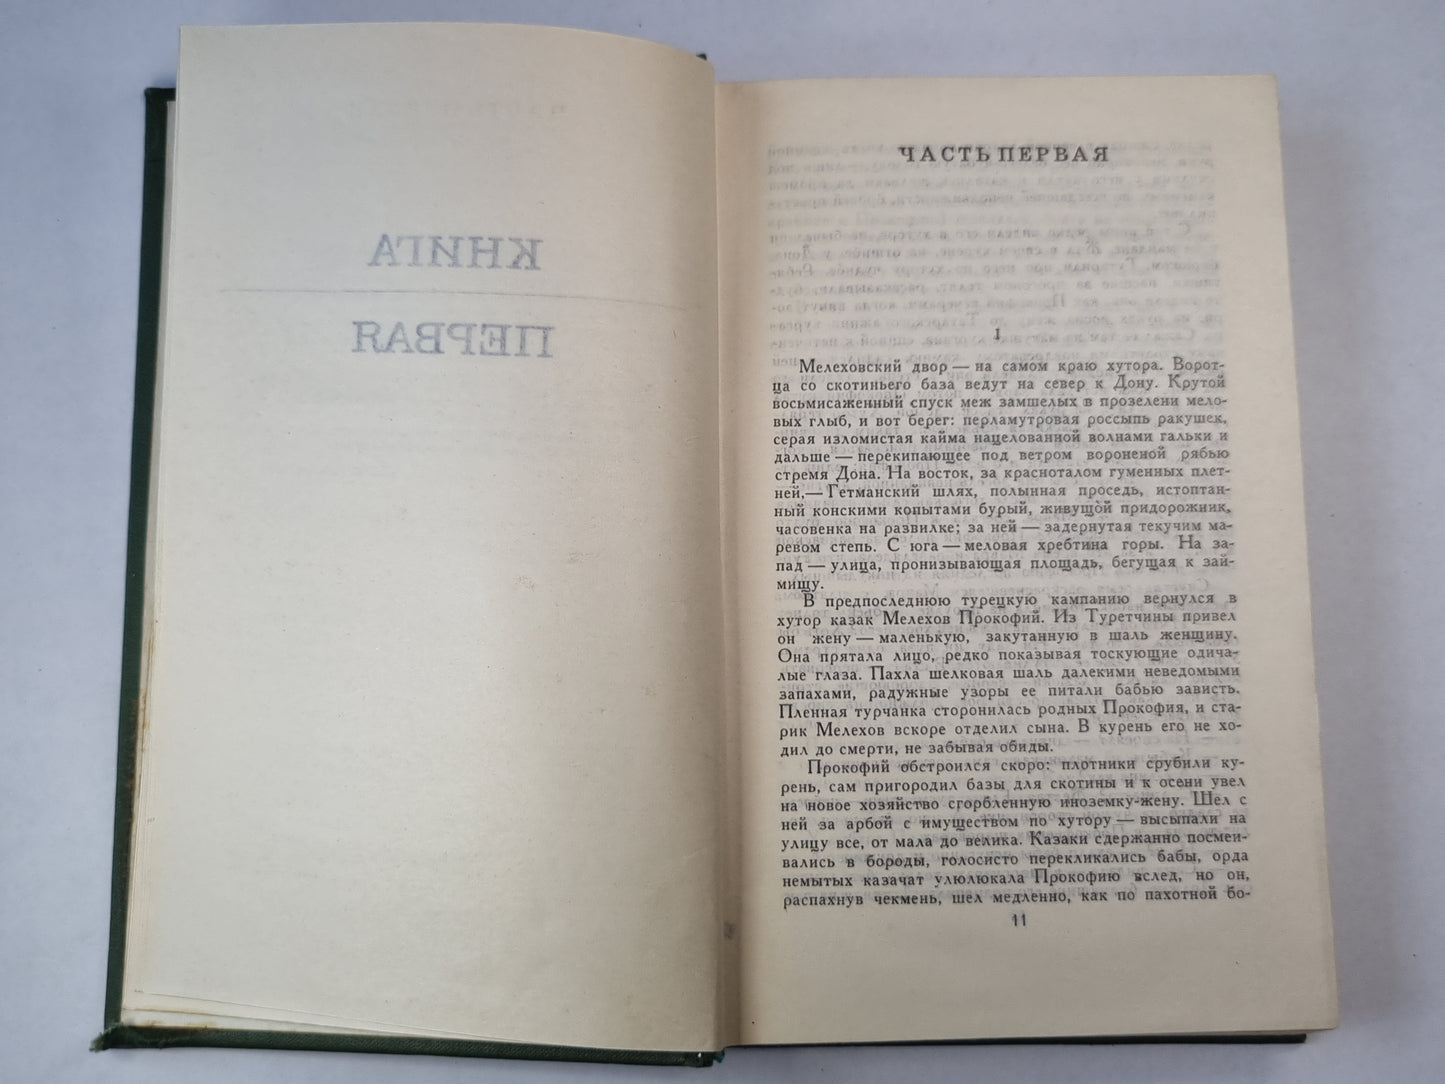 КНИГА
ПЕРВАЯ
ЧАСТЬ ПЕРВАЯ
I
Мелеховский двор — на самом краю хутора. Ворот-
ца со скотиньего база ведут на север к Дону. Крутой
восьмисаженный спуск меж замшелых в прозелени мело-
вых глыб, и вот берег: перламутровая россыпь ракушек,
серая изломистая кайма нацелованной волнами гальки и
дальше — перекипающее под ветром вороненой рябью
стремя Дона. На восток, за красноталом гуменных плет-
ней,— Гетманский шлях, полынная проседь, истоптан-
ный конскими копытами бурый, живущой придорожник,
часовенка на развилке; за ней — задернутая текучим ма-
ревом степь. С юга — меловая хребтина горы. На за-
пад — улица, пронизывающая площадь, бегущая к зай-
мищу.
В предпоследнюю турецкую кампанию вернулся в
хутор казак Мелехов Прокофий. Из Туретчины привел
он жену — маленькую, закутанную в шаль женщину.
Она прятала лицо, редко показывая тоскующие одича-
лые глаза. Пахла шелковая шаль далекими неведомыми
запахами, радужные узоры ее питали бабью зависть.
Пленная турчанка сторонилась родных Прокофия, и ста-
рик Мелехов вскоре отделил сына. В курень его не хо-
дил до смерти, не забывая обиды.
Прокофий обстроился скоро: плотники срубили ку-
рень, сам пригородил базы для скотины и к осени увел
на новое хозяйство сгорбленную иноземку-жену. Шел с
ней за арбой с имуществом по хутору — высыпали на
улицу все, от мала до велика. Казаки сдержанно посмеи-
вались в бороды, голосисто перекликались бабы, орда
немытых казачат улюлюкала Прокофию вслед, но он,
распахнув чекмень, шел медленно, как по пахотной бо-
11